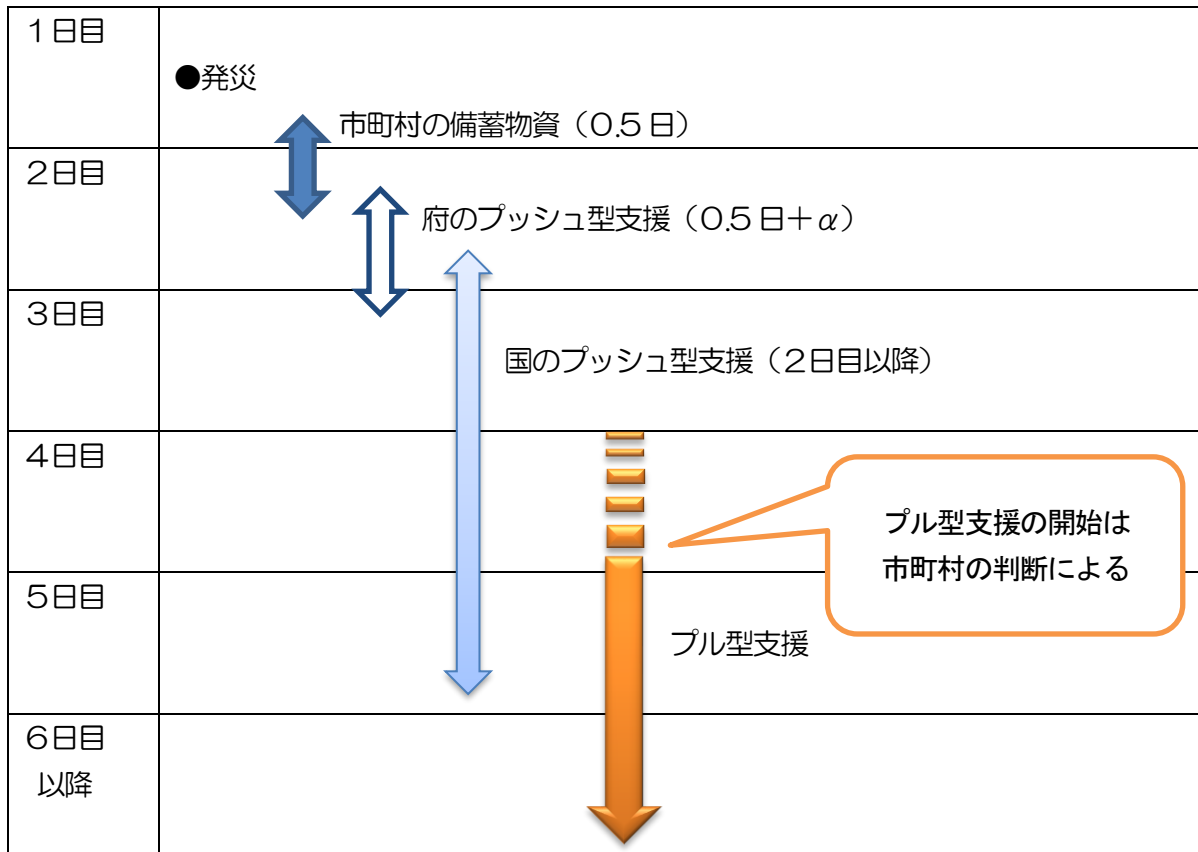 １日目
●発災
市町村の備蓄物資（０.５日）
２日目
府のプッシュ型支援（０.５日＋α）
３日目
国のプッシュ型支援（２日目以降）
４日目
プル型支援の開始は
市町村の判断による
５日目
プル型支援
６日目
以降